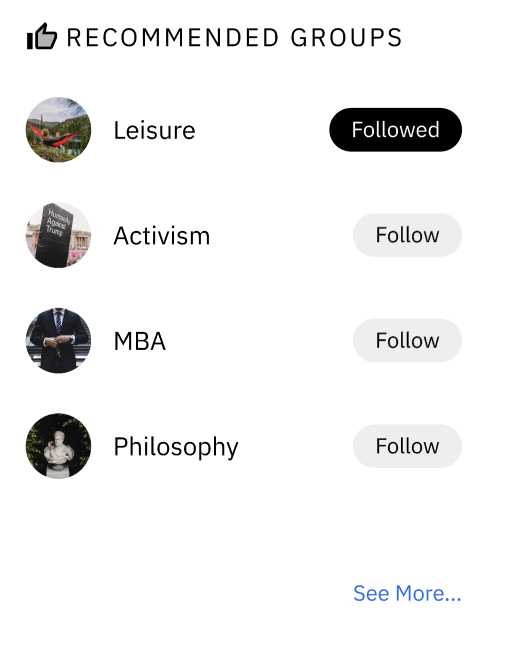 RECOMMENDED GROUPS
Leisure
Followed
Humanity
Against
Trump
Activism
Follow
MBA
Follow
Philosophy
Follow
See More...